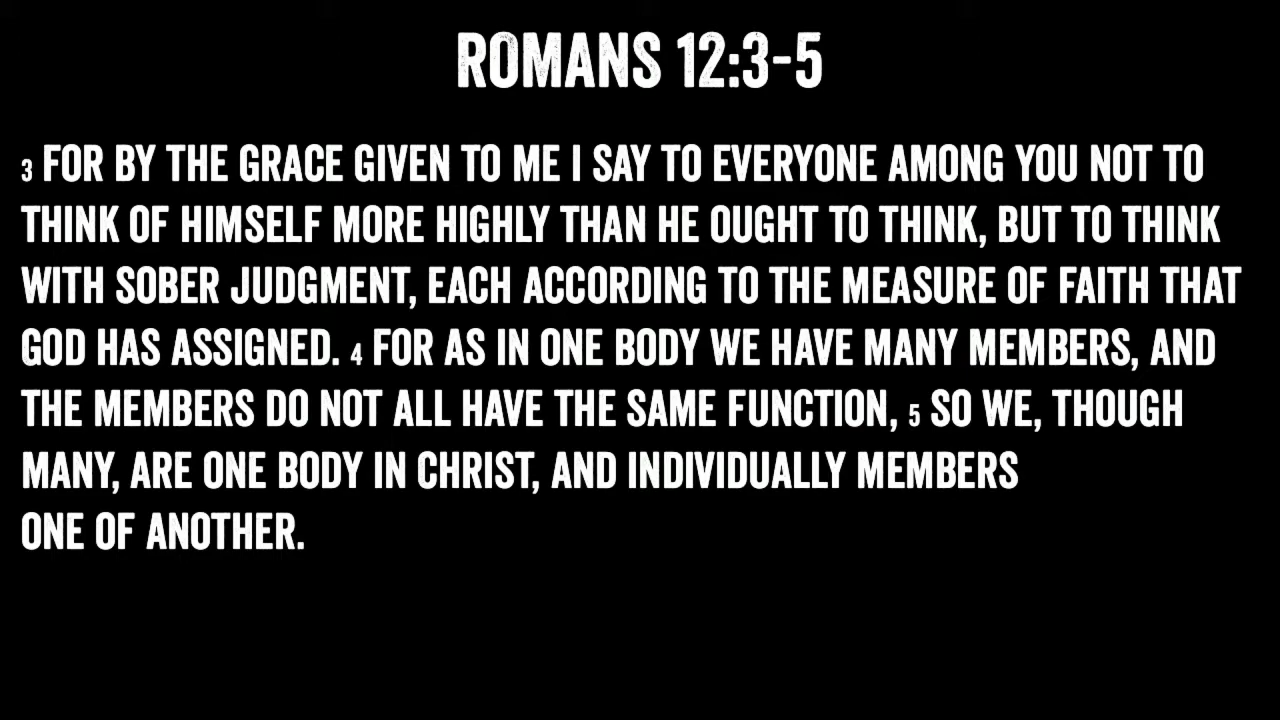 ROMANS 12:3-5
3 FOR BY THE GRACE GIVEN TO ME I SAY TO EVERYONE AMONG YOU NOT TO
THINK OF HIMSELF MORE HIGHLY THAN HE OUGHT TO THINK, BUT TO THINK
WITH SOBER JUDGMENT, EACH ACCORDING TO THE MEASURE OF FAITH THAT
GOD HAS ASSIGNED. 4 FOR AS IN ONE BODY WE HAVE MANY MEMBERS, AND
THE MEMBERS DO NOT ALL HAVE THE SAME FUNCTION, 5 SO WE, THOUGH
MANY, ARE ONE BODY IN CHRIST, AND INDIVIDUALLY MEMBERS
ONE OF ANOTHER.